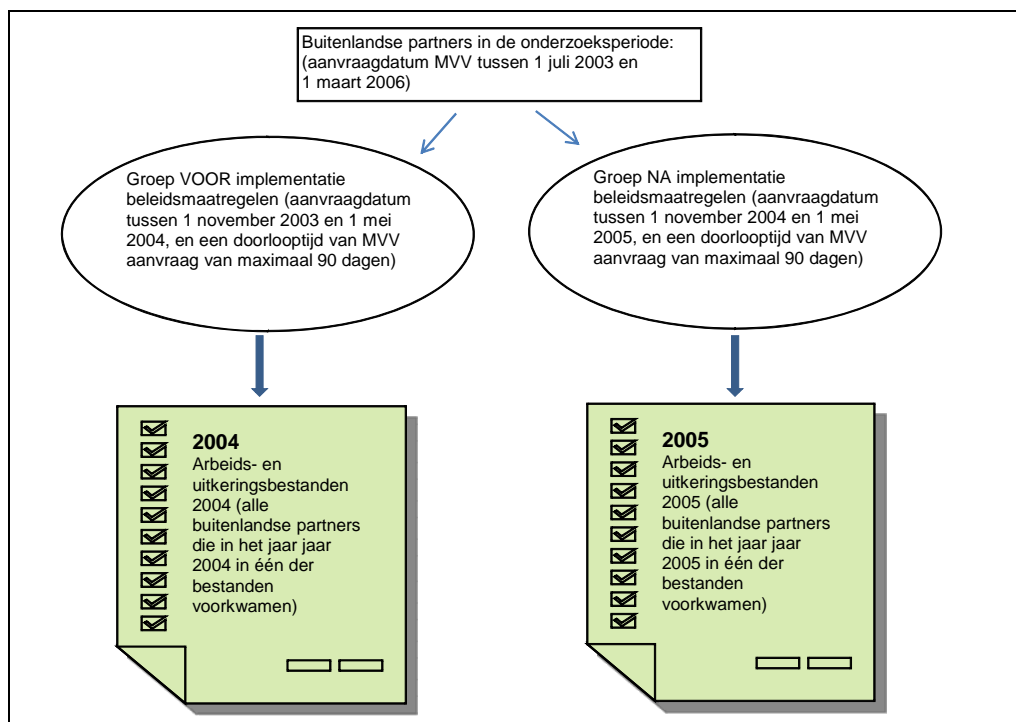 Buitenlandse partners in de onderzoeksperiode:
(aanvraagdatum MVV tussen 1 juli 2003 en
1 maart 2006)
Groep VOOR implementatie
beleidsmaatregelen (aanvraagdatum
tussen 1 november 2003 en 1 mei
2004, en een doorlooptijd van MVV
aanvraag van maximaal 90 dagen)
Groep NA implementatie
beleidsmaatregelen (aanvraagdatum
tussen 1 november 2004 en 1 mei
2005, en een doorlooptijd van MVV
aanvraag van maximaal 90 dagen)
2004
Arbeids- en
uitkeringsbestanden
2004 (alle
buitenlandse partners
die in het jaar jaar
2004 in één der
bestanden
voorkwamen)
2005
Arbeids- en
uitkeringsbestanden
2005 (alle
buitenlandse partners
die in het jaar jaar
2005 in één der
bestanden
voorkwamen)